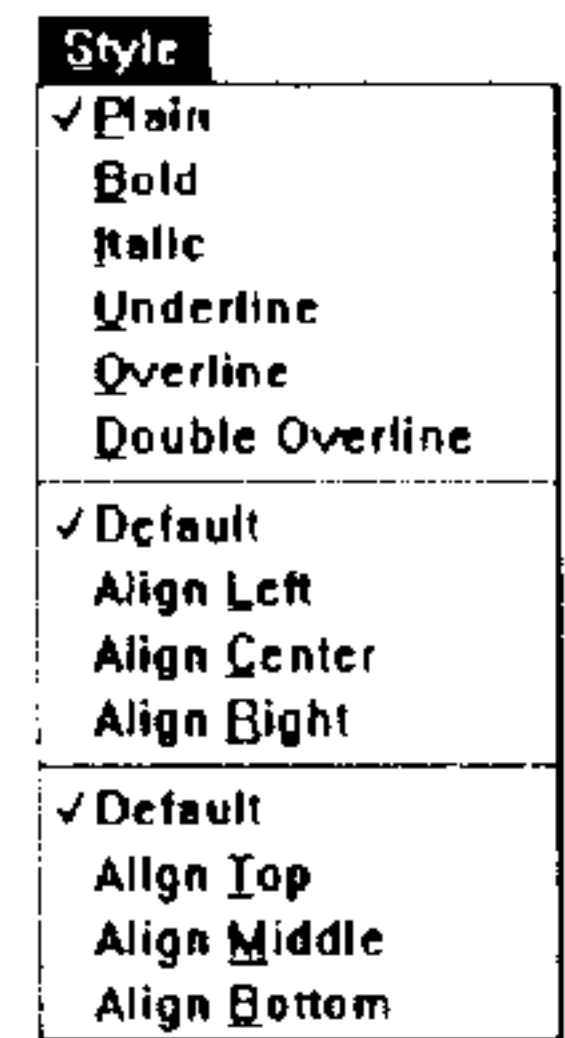 Style
✓ Plain
Bold
Italic
Underline
Overline
Double Overline
✓ Default
Align Left
Align Center
Align Right
✓ Default
Align Top
Align Middle
Align Bottom